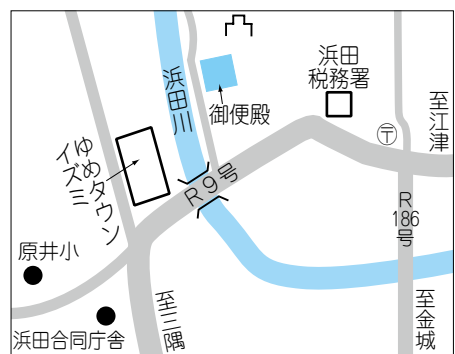 浜田川
御便殿
浜田
税務署
至江津
〒
ゆめタウン
イズミ
R9号
R
186
号
原井小
浜田合同庁舎
至三隅
至金城